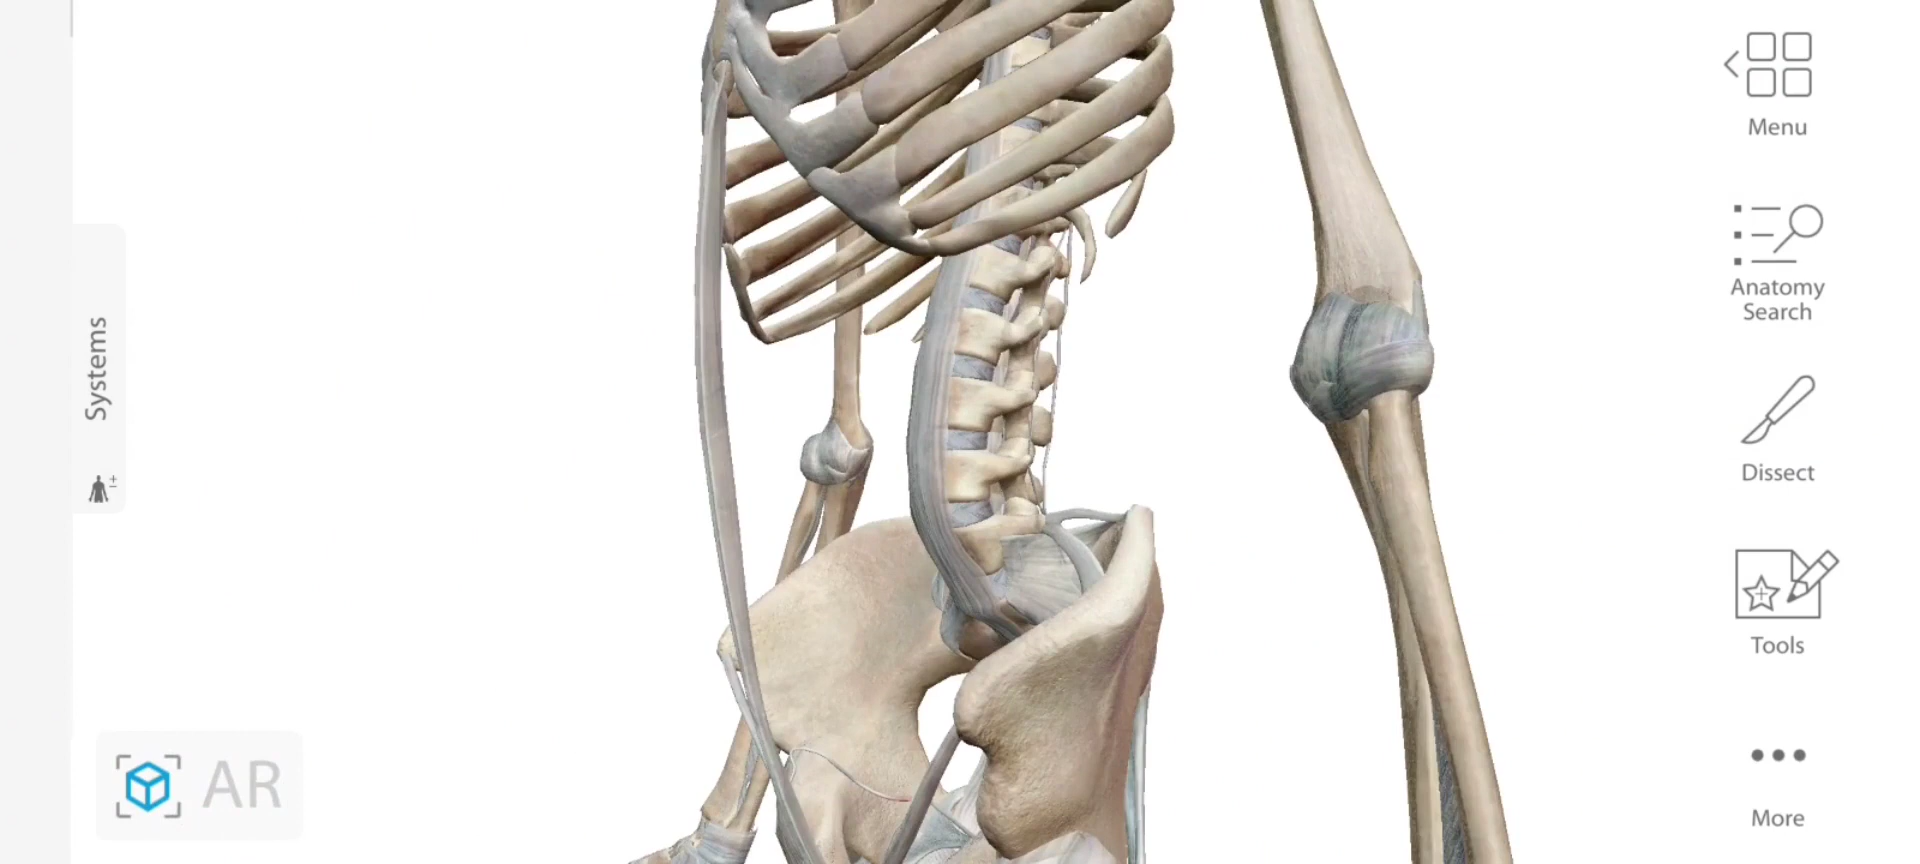 Menu
Anatomy
Search
Systems
Dissect
Tools
AR
More